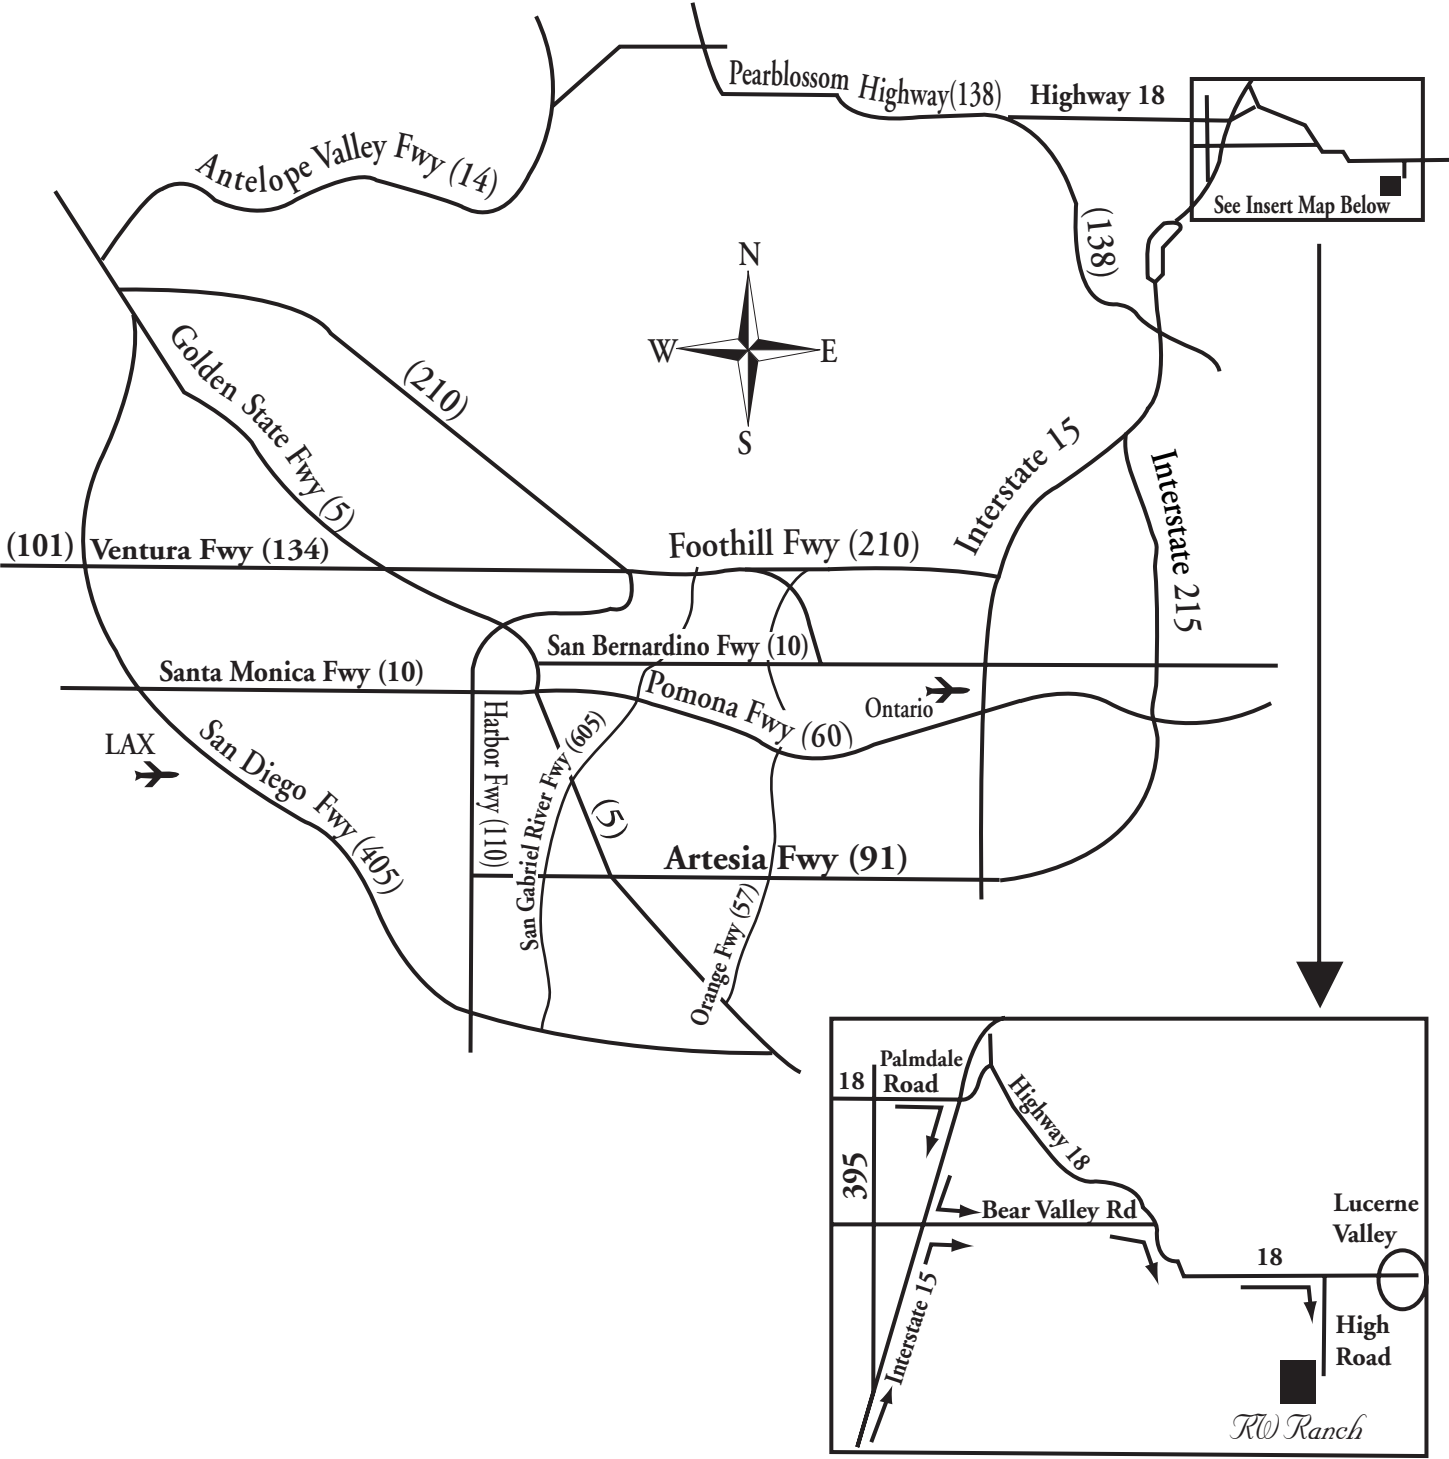 Pearblossom Highway(138)
Highway 18
Antelope Valley Fwy (14)
See Insert Map Below
(138)
N
W
E
S
Golden State Fwy (5)
(210)
Interstate 15
Interstate 215
(101)
Ventura Fwy (134)
Foothill Fwy (210)
San Bernardino Fwy (10)
Santa Monica Fwy (10)
Pomona Fwy (60)
Ontario
LAX
San Diego Fwy (405)
Harbor Fwy (110)
San Gabriel River Fwy (605)
(5)
Artesia Fwy (91)
Orange Fwy (57)
Palmdale
Road
18
Highway 18
395
Bear Valley Rd
Lucerne
Valley
18
Interstate 15
High
Road
RW Ranch